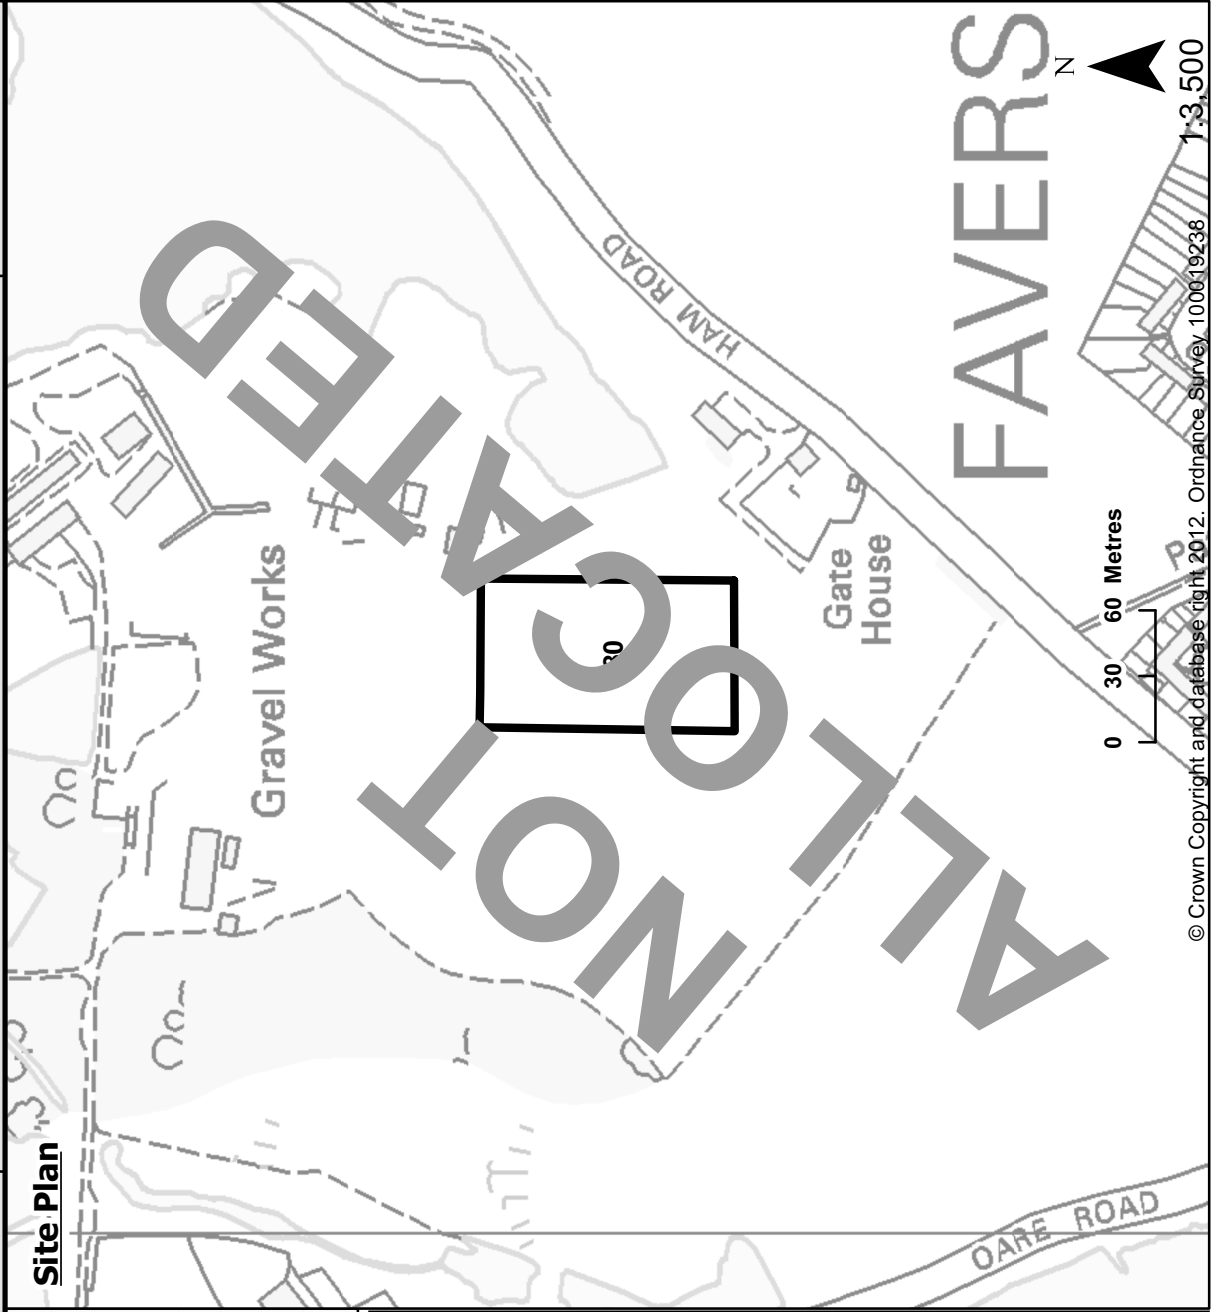 Site Plan
Gravel Works
NOT
ALLOCATED
HAM ROAD
Gate
House
OARE ROAD
FAVERS
N
0 30 60 Metres
1:3,500
© Crown Copyright and database right 2012. Ordnance Survey 100019238